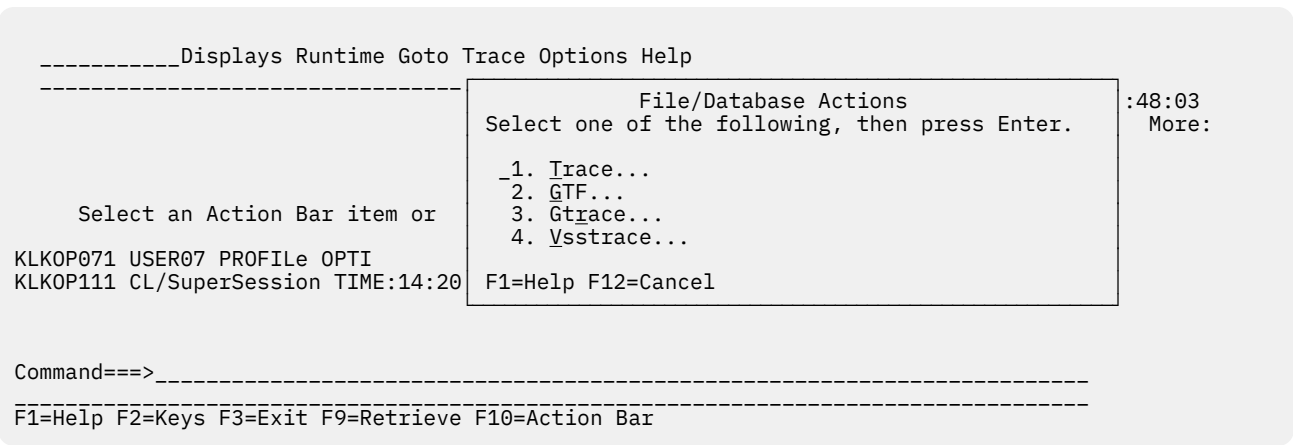 ___________Displays Runtime Goto Trace Options Help
_________________________________
File/Database Actions :48:03
Select one of the following, then press Enter. More:
_1. Trace...
2. GTF...
Select an Action Bar item or 3. Gtrace...
4. Vsstrace...
KLKOP071 USER07 PROFILe OPTI
KLKOP111 CL/SuperSession TIME:14:20 F1=Help F12=Cancel
Command===>__________________________________________________________________________
_____________________________________________________________________________________
F1=Help F2=Keys F3=Exit F9=Retrieve F10=Action Bar